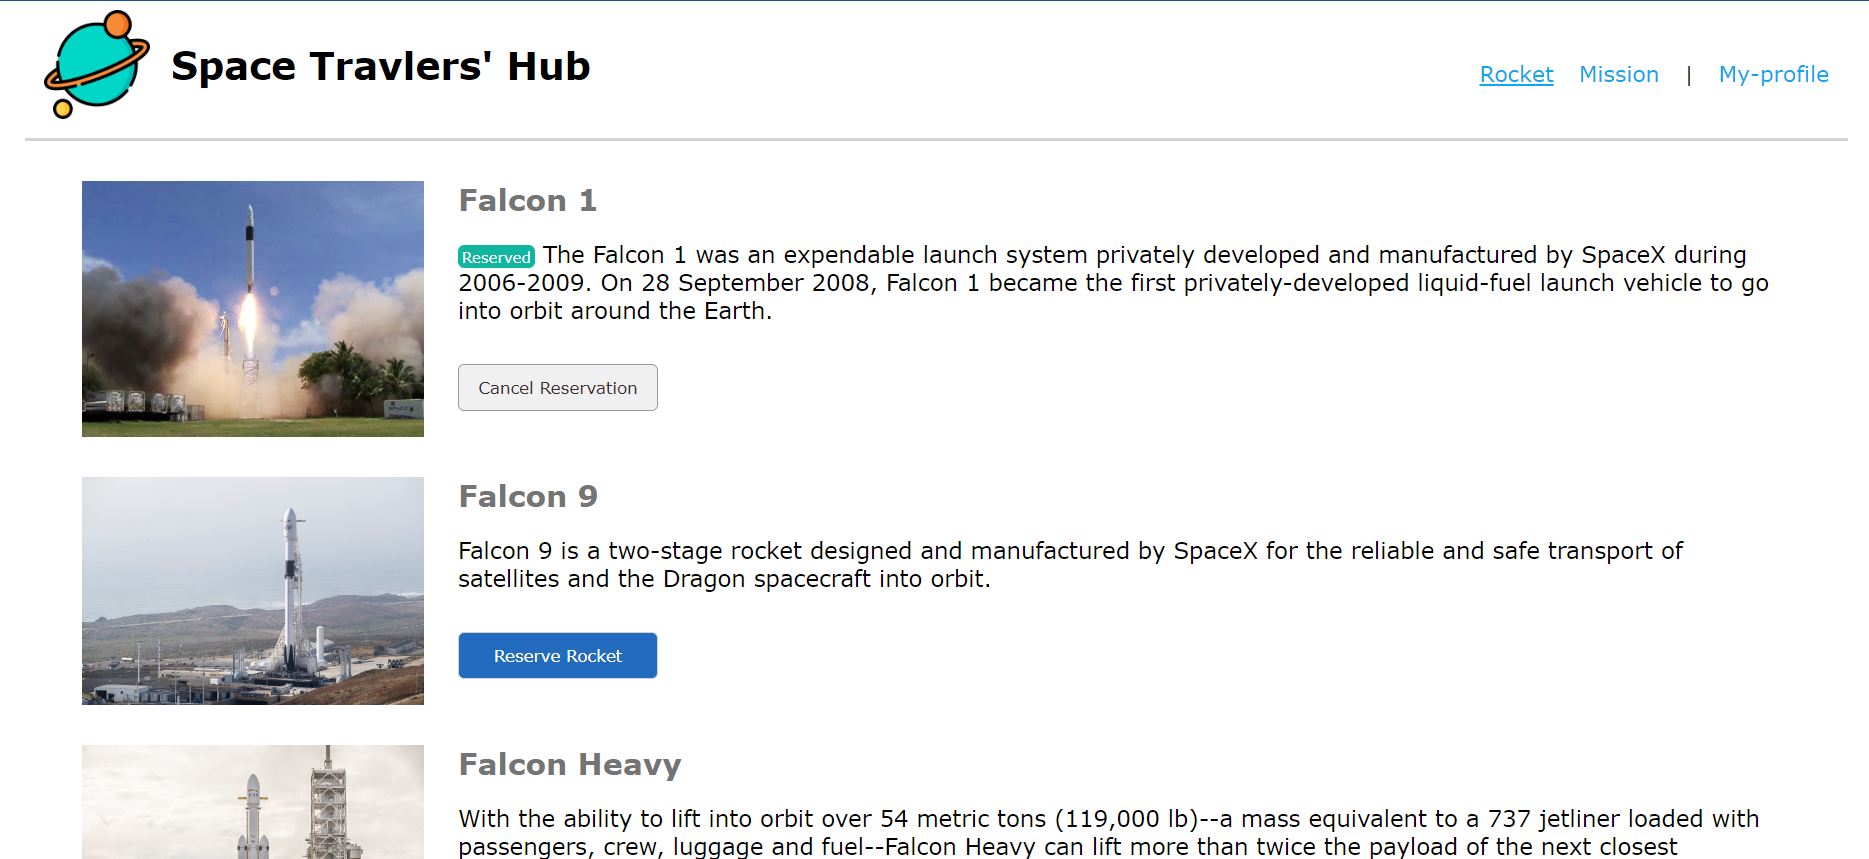 Space Travlers' Hub
Rocket Mission | My-profile
Falcon 1
Reserved The Falcon 1 was an expendable launch system privately developed and manufactured by SpaceX during
2006-2009. On 28 September 2008, Falcon 1 became the first privately-developed liquid-fuel launch vehicle to go
into orbit around the Earth.
Cancel Reservation
Falcon 9
Falcon 9 is a two-stage rocket designed and manufactured by SpaceX for the reliable and safe transport of
satellites and the Dragon spacecraft into orbit.
Reserve Rocket
Falcon Heavy
With the ability to lift into orbit over 54 metric tons (119,000 lb)--a mass equivalent to a 737 jetliner loaded with
passengers, crew, luggage and fuel--Falcon Heavy can lift more than twice the payload of the next closest